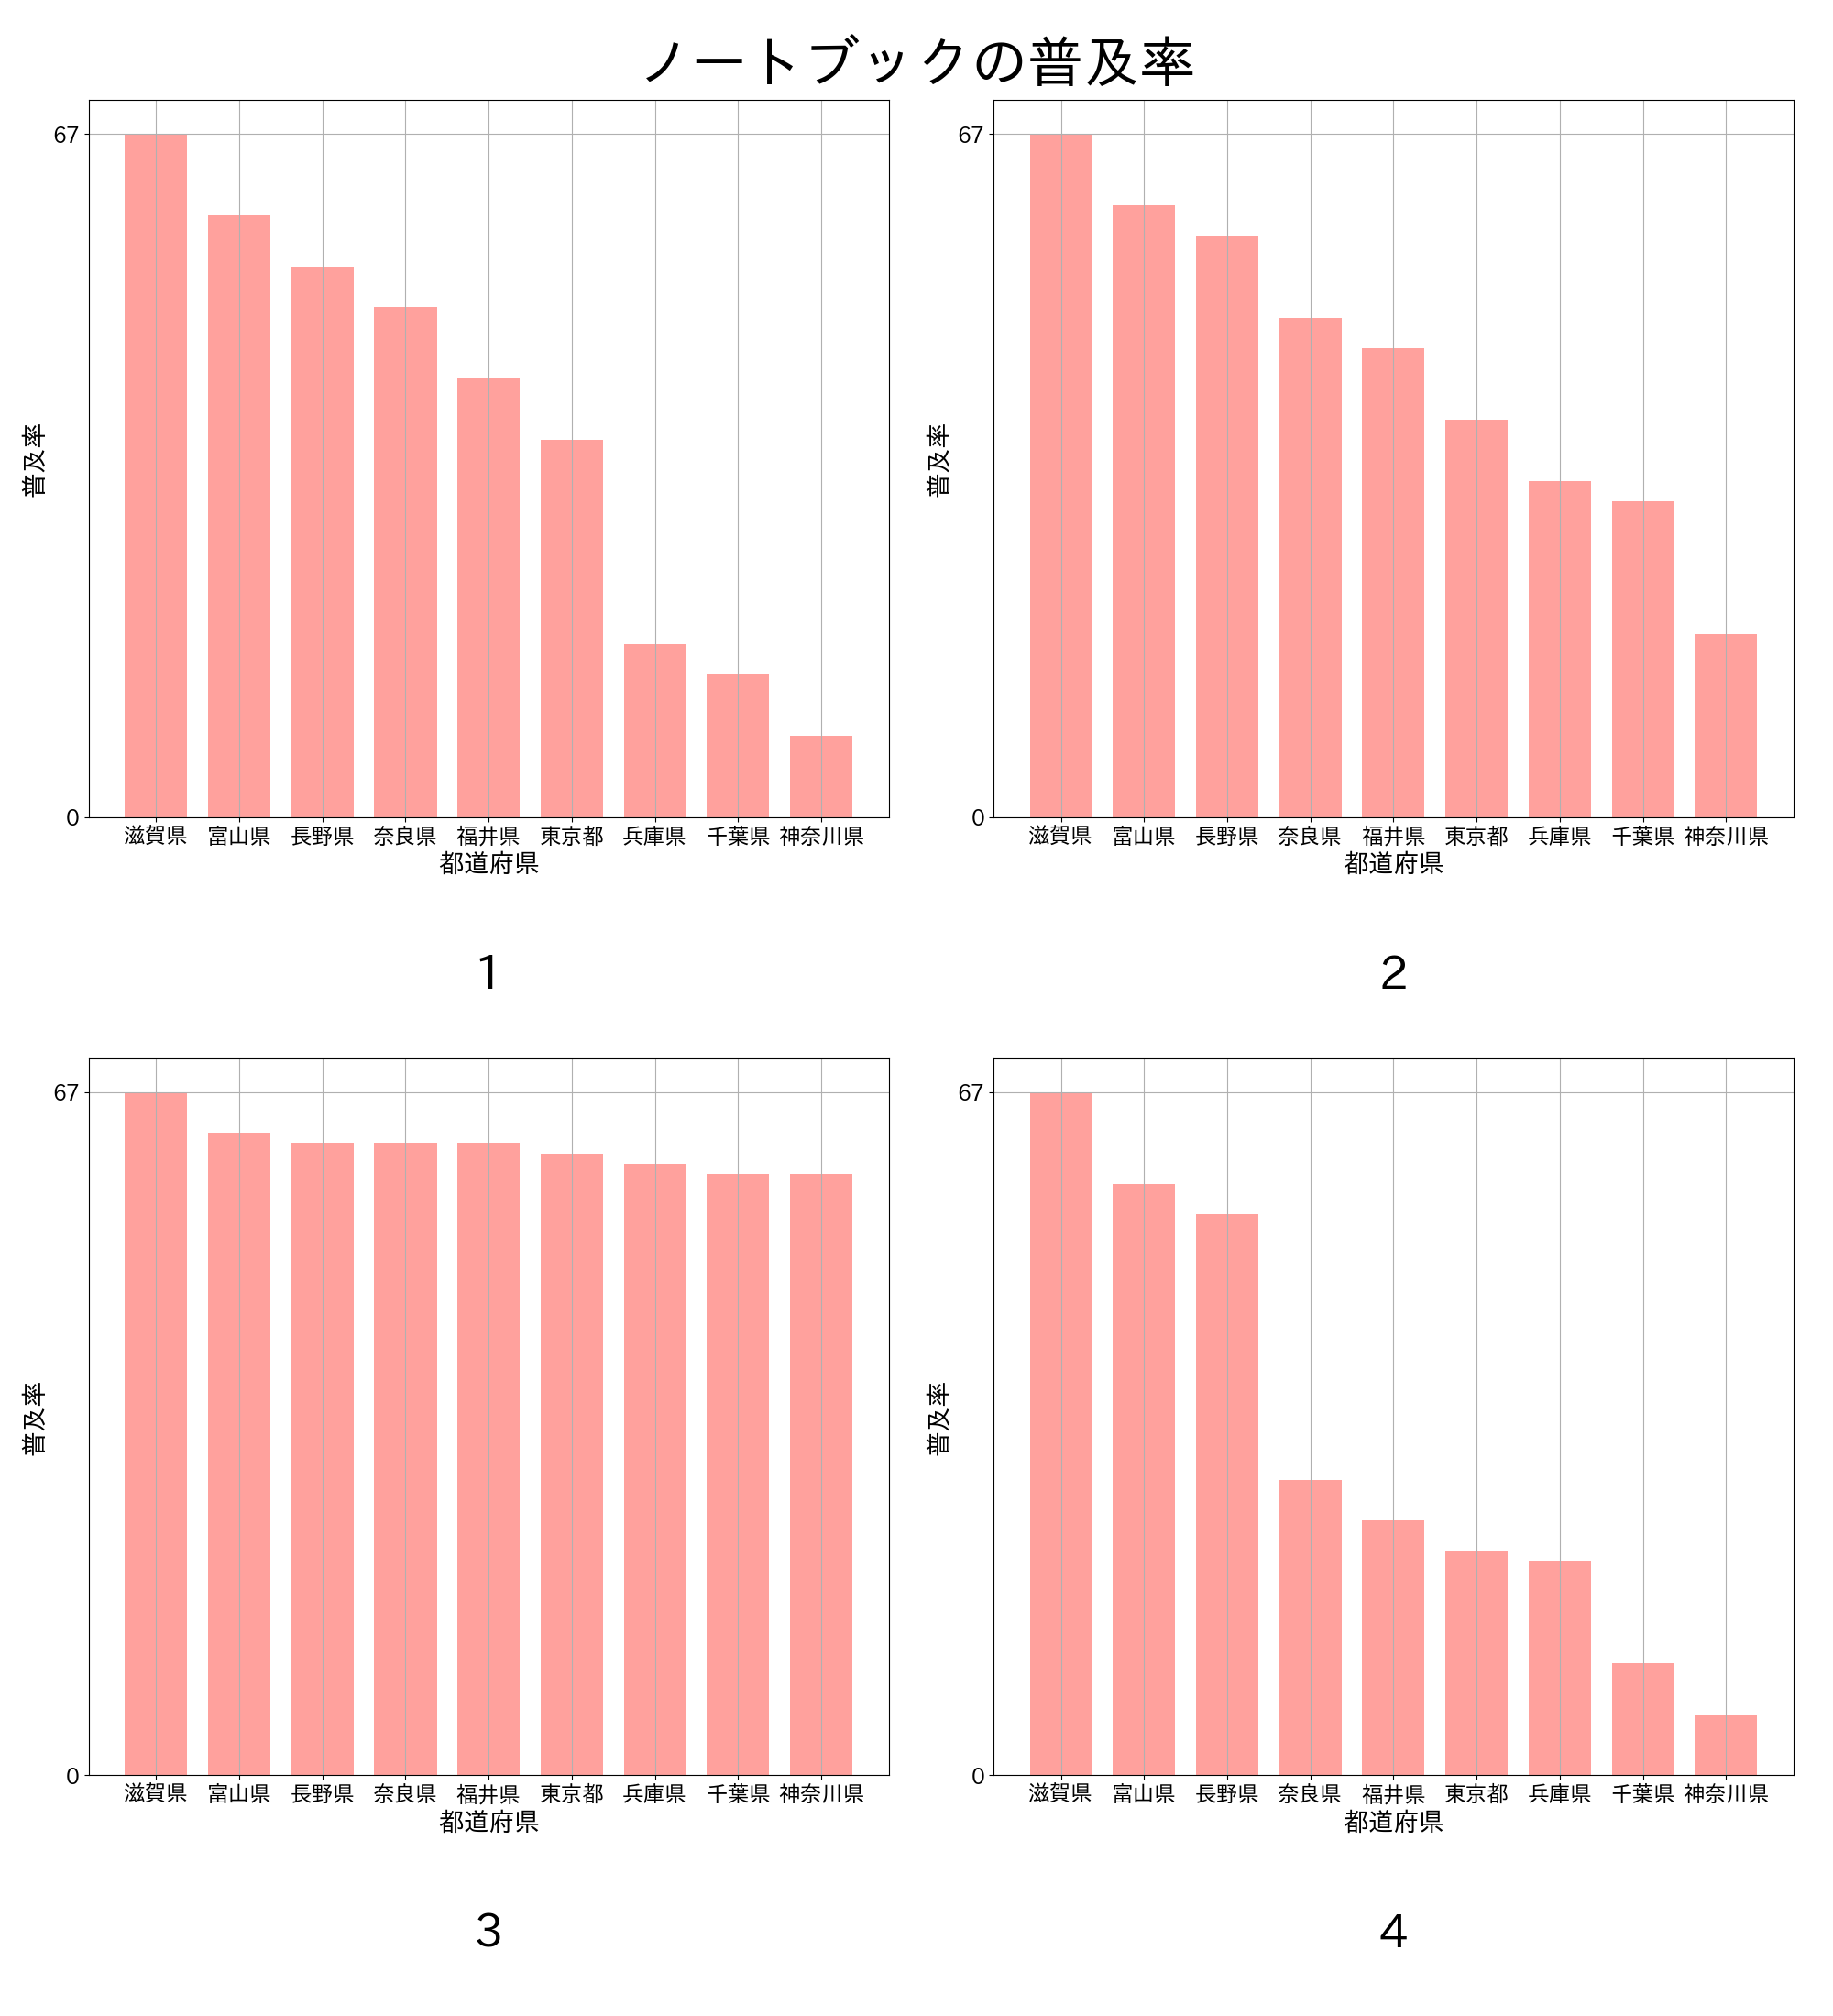 ノートブックの普及率
67
0
普及率
滋賀県 富山県 長野県 奈良県 福井県 東京都 兵庫県 千葉県 神奈川県
都道府県
1
67
0
普及率
滋賀県 富山県 長野県 奈良県 福井県 東京都 兵庫県 千葉県 神奈川県
都道府県
2
67
0
普及率
滋賀県 富山県 長野県 奈良県 福井県 東京都 兵庫県 千葉県 神奈川県
都道府県
3
67
0
普及率
滋賀県 富山県 長野県 奈良県 福井県 東京都 兵庫県 千葉県 神奈川県
都道府県
4